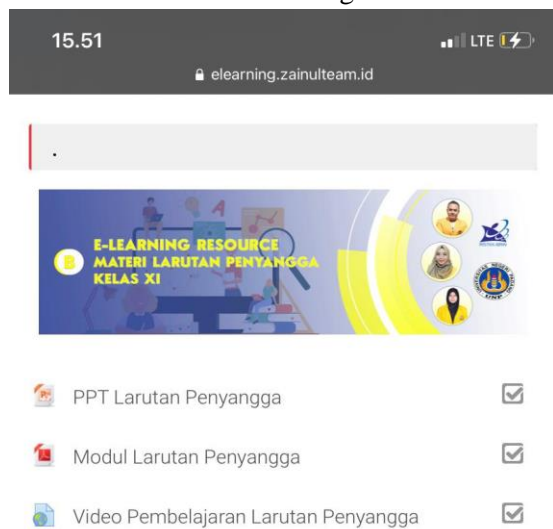 15.51
LTE
elearning.zainulteam.id
.
B
E-LEARNING RESOURCE
MATERI LARUTAN PENYANGGA
KELAS XI
PPT Larutan Penyangga
Modul Larutan Penyangga
Video Pembelajaran Larutan Penyangga